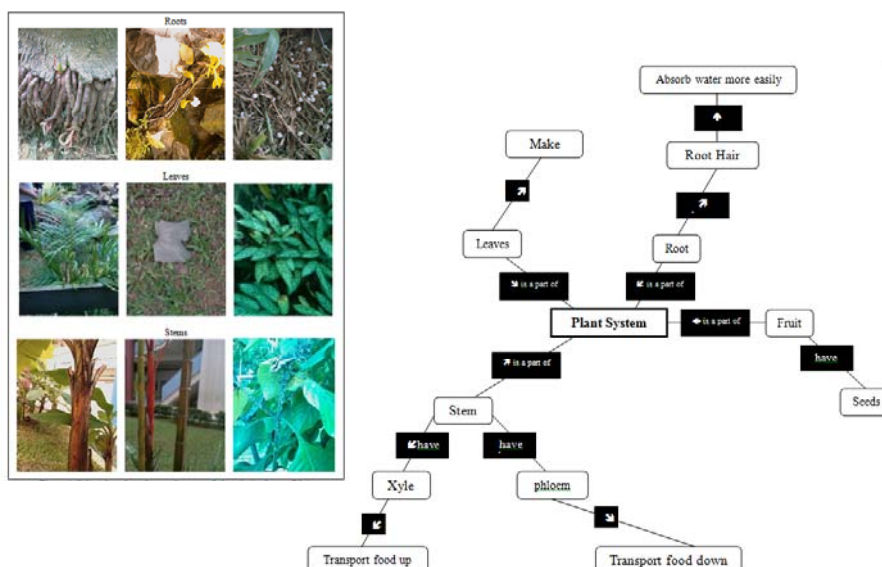 Roots
Leaves
Stems
Absorb water more easily
Make
Root Hair
Leaves
Root
is a part of
is a part of
Plant System
is a part of
Fruit
is a part of
have
Stem
Seeds
have
have
Xyle
phloem
Transport food up
Transport food down